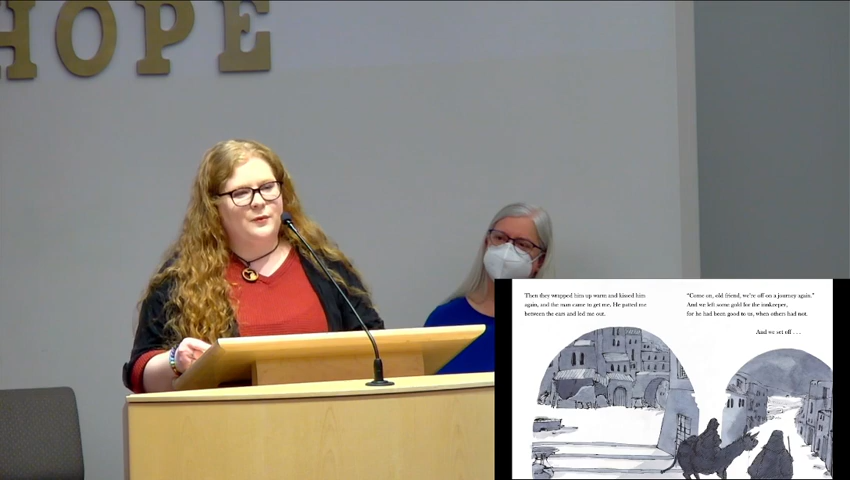 HOPE
Then they wrapped him up warm and kissed him
again, and the man came to get me. He patted me
between the ears and led me out.
"Come on, old friend, we're off on a journey again."
And we left some gold for the innkeeper,
for he had been good to us, when others had not.
And we set off . . .